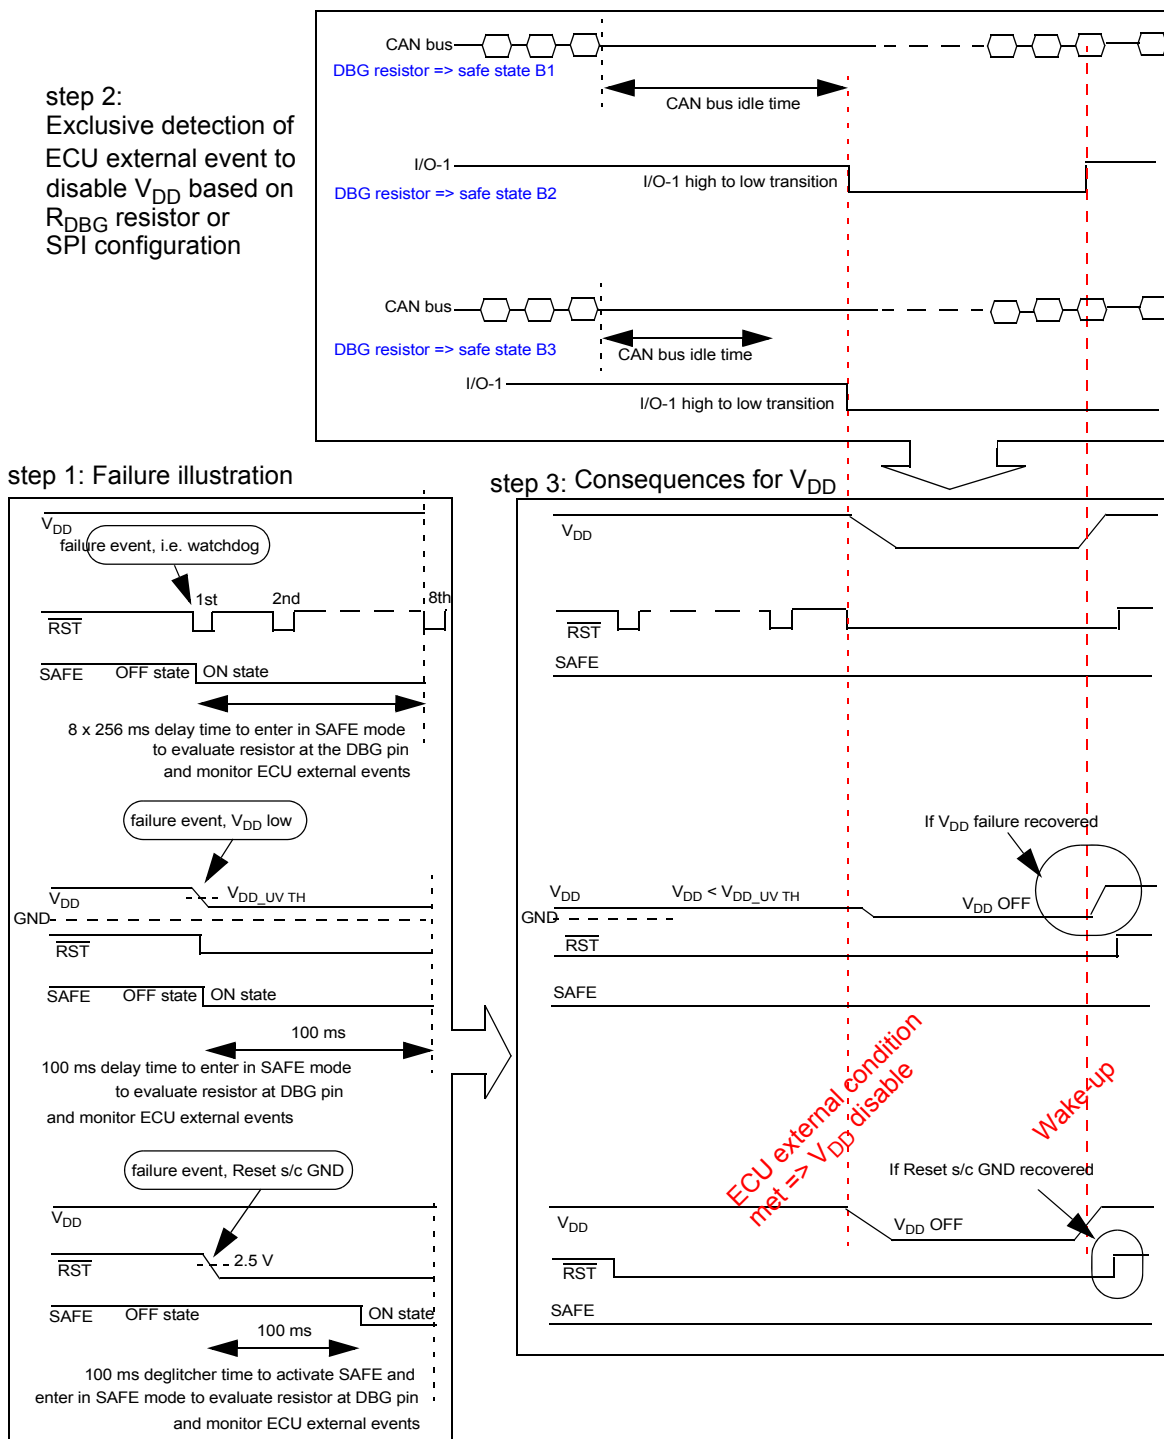 step 2:
Exclusive detection of
ECU external event to
disable VDD based on
RDBG resistor or
SPI configuration
CAN bus
DBG resistor => safe state B1
CAN bus idle time
I/O-1
I/O-1 high to low transition
DBG resistor => safe state B2
CAN bus
DBG resistor => safe state B3
CAN bus idle time
I/O-1
I/O-1 high to low transition
step 1: Failure illustration
VDD
failure event, i.e. watchdog
1st
2nd
8th
RST
SAFE
OFF state
ON state
8 x 256 ms delay time to enter in SAFE mode
to evaluate resistor at the DBG pin
and monitor ECU external events
failure event, VDD low
VDD
VDD_UV TH
GND
RST
SAFE
OFF state
ON state
100 ms
100 ms delay time to enter in SAFE mode
to evaluate resistor at DBG pin
and monitor ECU external events
failure event, Reset s/c GND
VDD
RST
2.5 V
SAFE
OFF state
ON state
100 ms
100 ms deglitcher time to activate SAFE and
enter in SAFE mode to evaluate resistor at DBG pin
and monitor ECU external events
step 3: Consequences for VDD
VDD
RST
SAFE
If VDD failure recovered
VDD
VDD < VDD_UV TH
VDD OFF
GND
RST
SAFE
ECU external condition
met => VDD disable
Wake-up
If Reset s/c GND recovered
VDD
VDD OFF
RST
SAFE